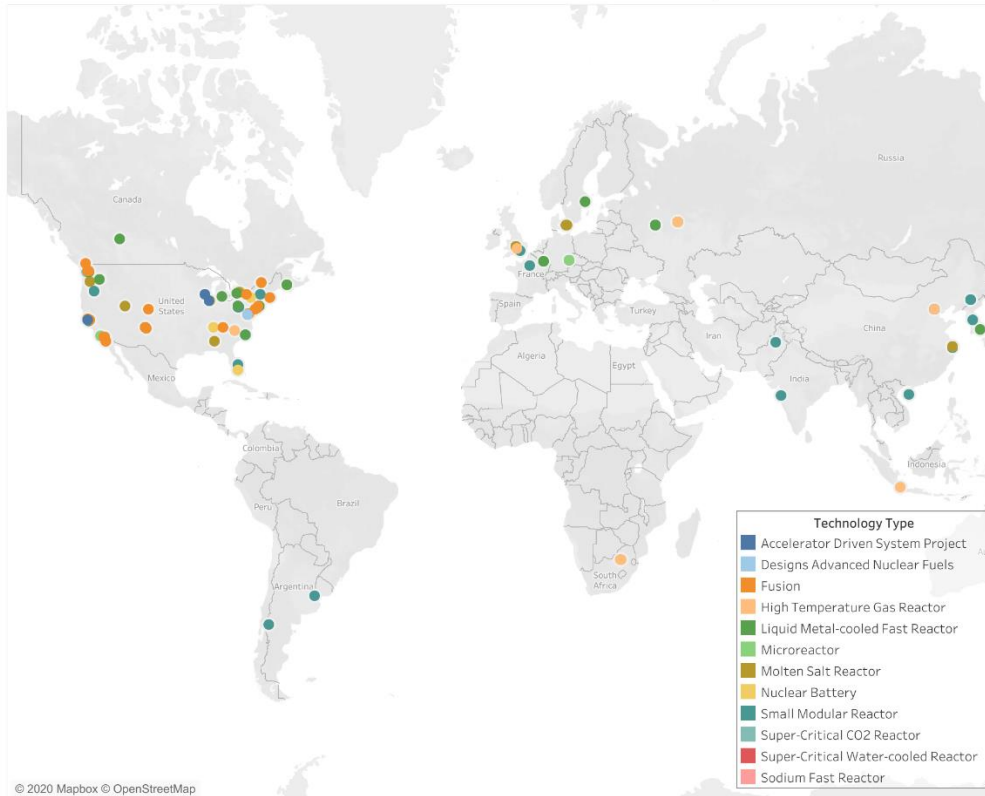 Russia
Canada
United
States
France
Spain
Turkey
China
Iran
Algeria
Egypt
Mexico
India
Colombia
Indonesia
Peru
Brazil
Technology Type
Accelerator Driven System Project
Designs Advanced Nuclear Fuels
South
Africa
Argentina
Fusion
High Temperature Gas Reactor
Liquid Metal-cooled Fast Reactor
Microreactor
Molten Salt Reactor
Nuclear Battery
Small Modular Reactor
Super-Critical CO2 Reactor
Super-Critical Water-cooled Reactor
Sodium Fast Reactor
© 2020 Mapbox © OpenStreetMap